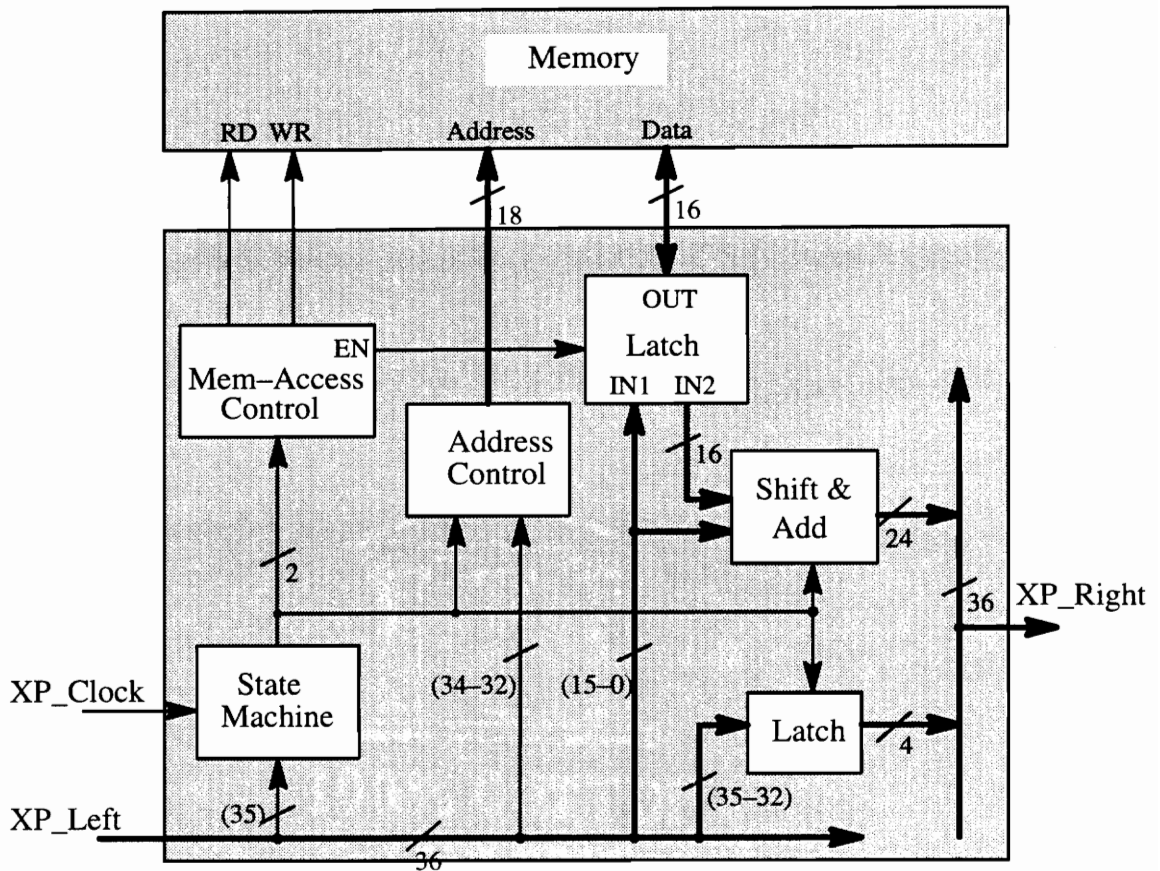 Memory
RD WR Address Data
18
16
OUT
Latch
IN1 IN2
EN
Mem–Access
Control
Address
Control
16
Shift &
Add
24
2
36
XP_Right
State
Machine
XP_Clock
(34–32)
(15–0)
Latch
4
(35–32)
(35)
XP_Left
36